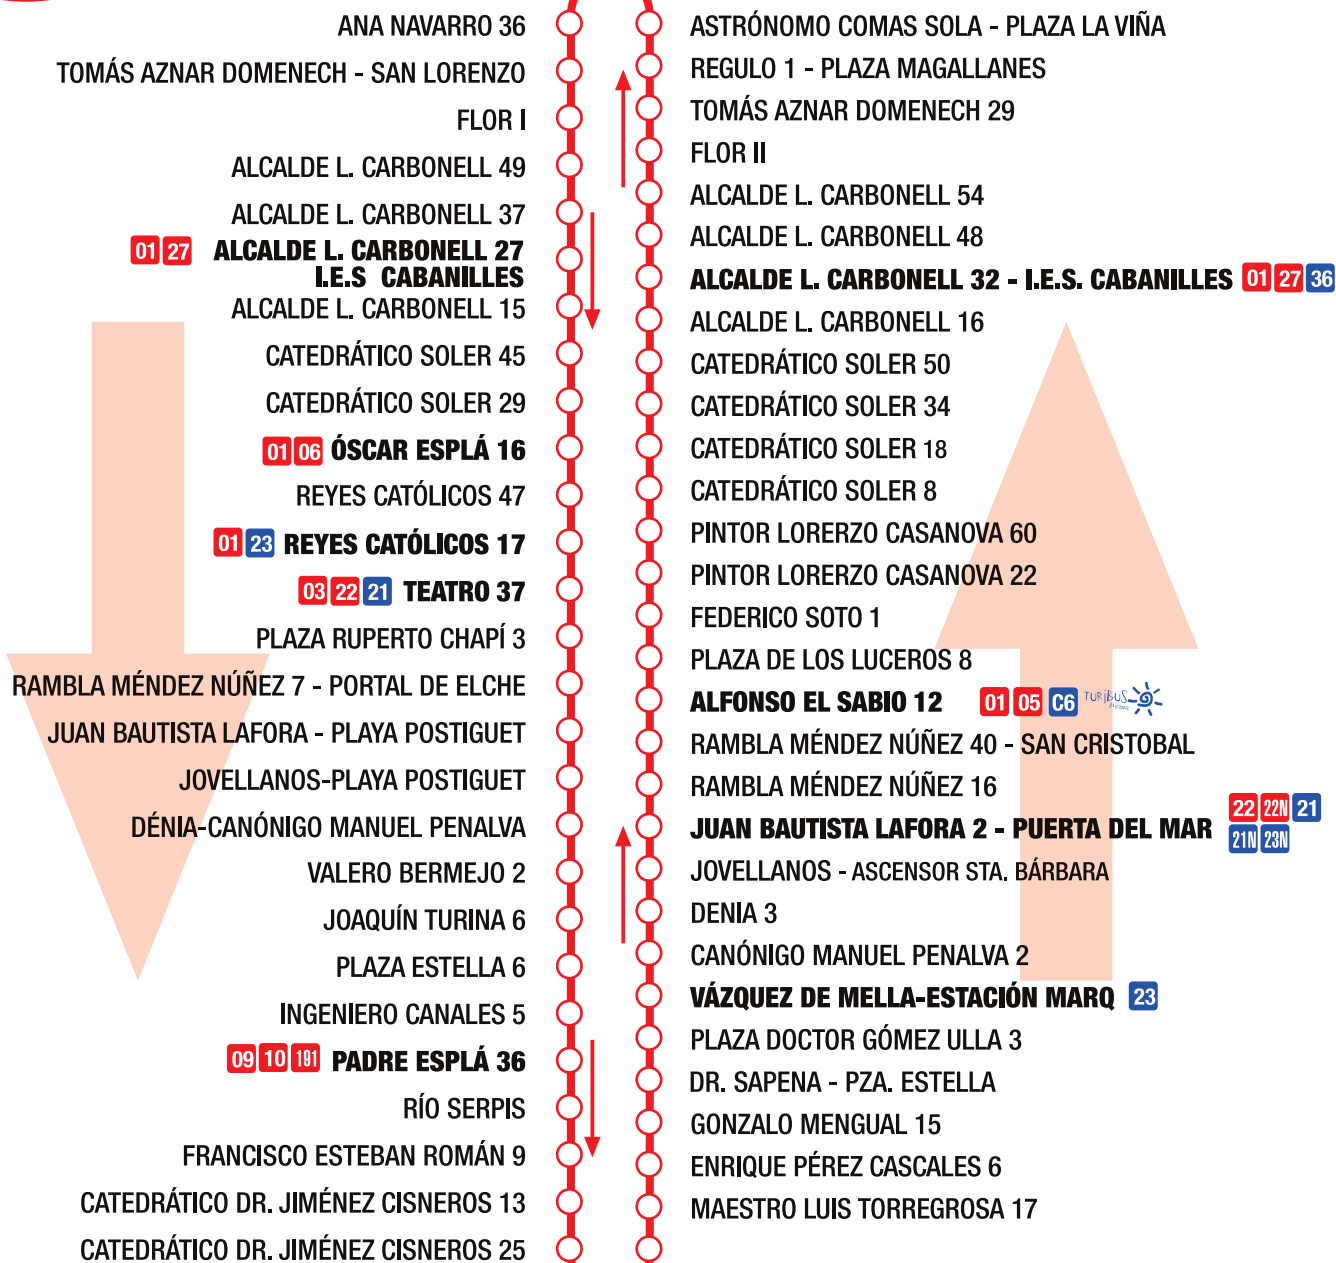 ANA NAVARRO 36
TOMÁS AZNAR DOMENECH - SAN LORENZO
FLOR I
ALCALDE L. CARBONELL 49
ALCALDE L. CARBONELL 37
01 27 ALCALDE L. CARBONELL 27
I.E.S CABANILLES
ALCALDE L. CARBONELL 15
CATEDRÁTICO SOLER 45
CATEDRÁTICO SOLER 29
01 06 ÓSCAR ESPLÁ 16
REYES CATÓLICOS 47
01 23 REYES CATÓLICOS 17
03 22 21 TEATRO 37
PLAZA RUPERTO CHAPÍ 3
RAMBLA MÉNDEZ NÚÑEZ 7 - PORTAL DE ELCHE
JUAN BAUTISTA LAFORA - PLAYA POSTIGUET
JOVELLANOS-PLAYA POSTIGUET
DÉNIA-CANÓNIGO MANUEL PENALVA
VALERO BERMEJO 2
JOAQUÍN TURINA 6
PLAZA ESTELLA 6
INGENIERO CANALES 5
09 10 191 PADRE ESPLÁ 36
RÍO SERPIS
FRANCISCO ESTEBAN ROMÁN 9
CATEDRÁTICO DR. JIMÉNEZ CISNEROS 13
CATEDRÁTICO DR. JIMÉNEZ CISNEROS 25
ASTRÓNOMO COMAS SOLA - PLAZA LA VIÑA
REGULO 1 - PLAZA MAGALLANES
TOMÁS AZNAR DOMENECH 29
FLOR II
ALCALDE L. CARBONELL 54
ALCALDE L. CARBONELL 48
ALCALDE L. CARBONELL 32 - I.E.S. CABANILLES 01 27 36
ALCALDE L. CARBONELL 16
CATEDRÁTICO SOLER 50
CATEDRÁTICO SOLER 34
CATEDRÁTICO SOLER 18
CATEDRÁTICO SOLER 8
PINTOR LORERZO CASANOVA 60
PINTOR LORERZO CASANOVA 22
FEDERICO SOTO 1
PLAZA DE LOS LUCEROS 8
ALFONSO EL SABIO 12 01 05 C6 TURIBUS
RAMBLA MÉNDEZ NÚÑEZ 40 - SAN CRISTOBAL
RAMBLA MÉNDEZ NÚÑEZ 16
JUAN BAUTISTA LAFORA 2 - PUERTA DEL MAR 22 22N 21
21N 23N
JOVELLANOS - ASCENSOR STA. BÁRBARA
DENIA 3
CANÓNIGO MANUEL PENALVA 2
VÁZQUEZ DE MELLA-ESTACIÓN MARQ 23
PLAZA DOCTOR GÓMEZ ULLA 3
DR. SAPENA - PZA. ESTELLA
GONZALO MENGUAL 15
ENRIQUE PÉREZ CASCALES 6
MAESTRO LUIS TORREGROSA 17